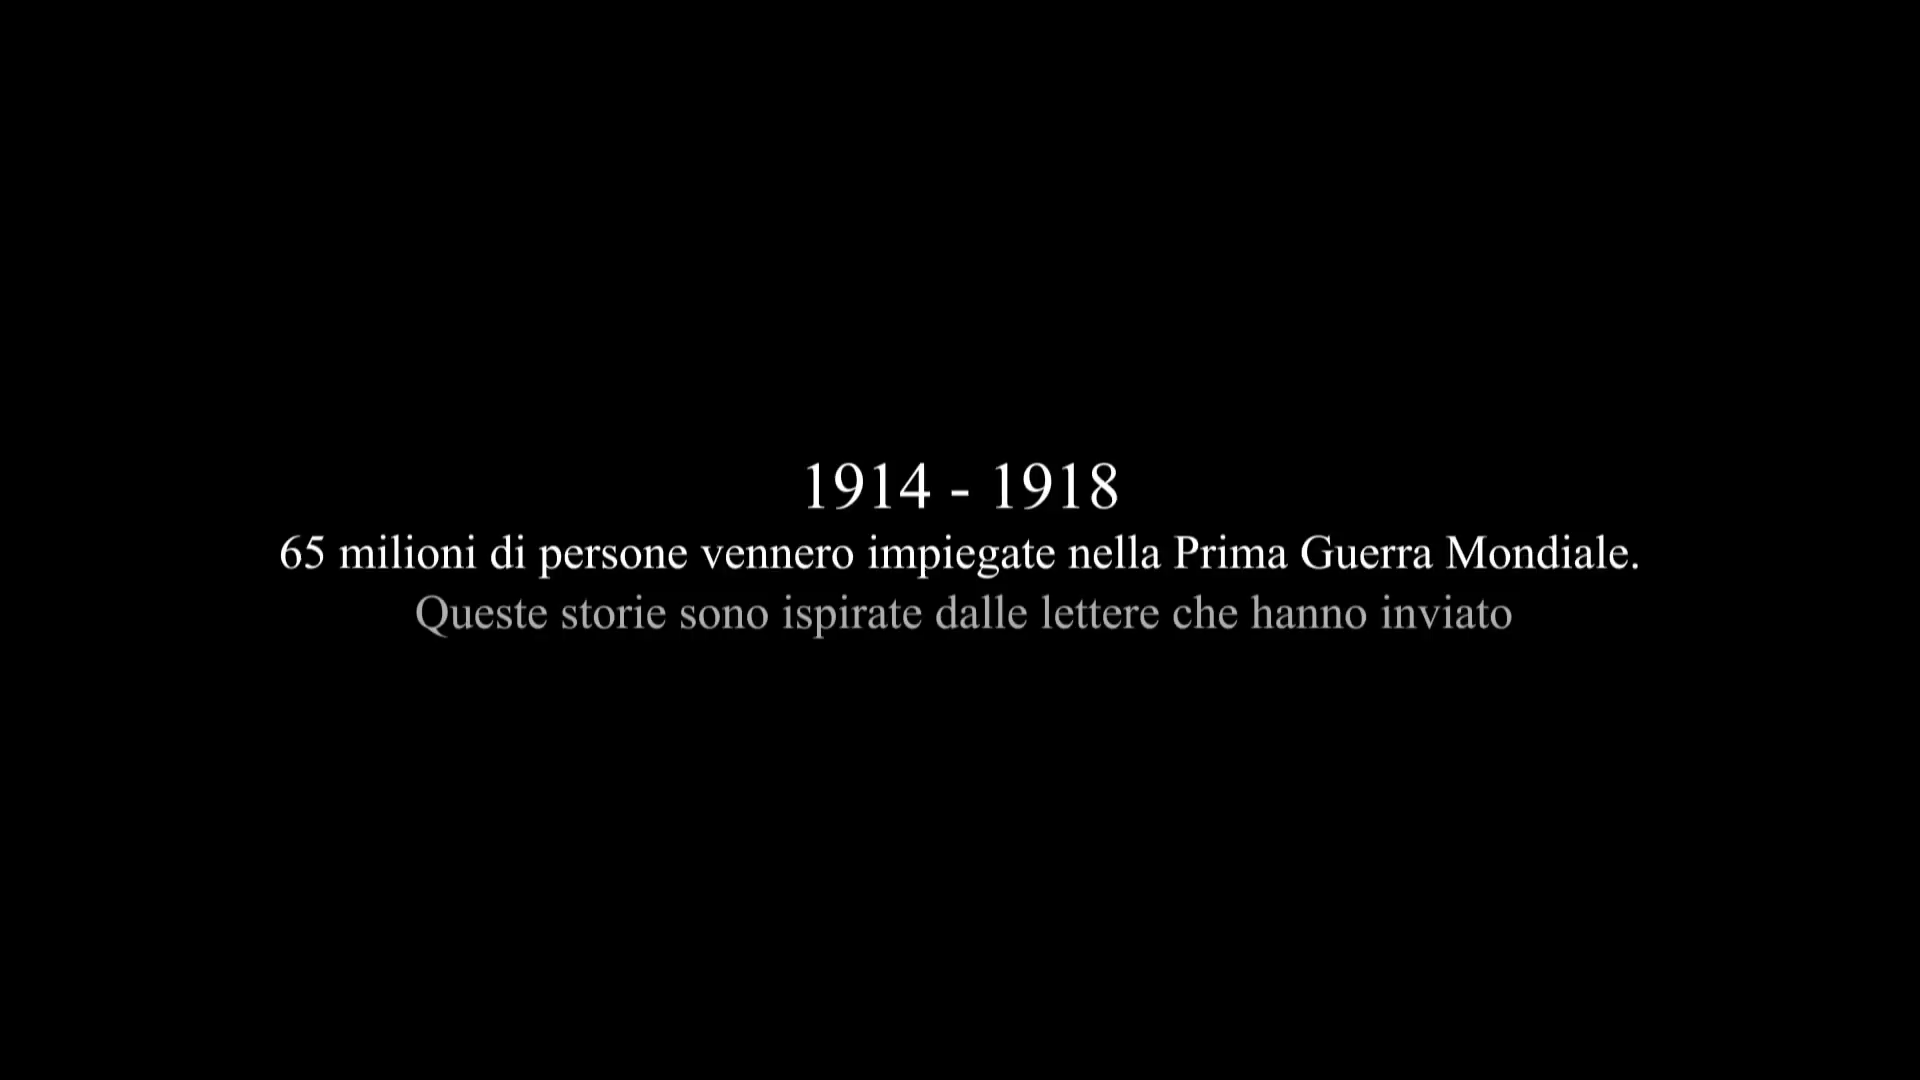 1914 - 1918
65 milioni di persone vennero impiegate nella Prima Guerra Mondiale.
Queste storie sono ispirate dalle lettere che hanno inviato